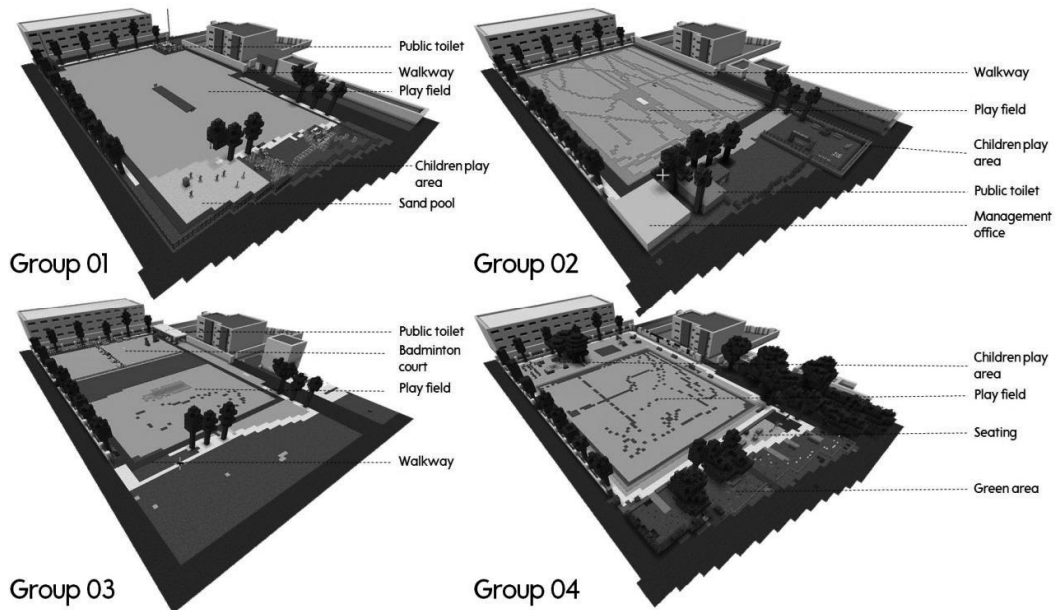 Public toilet
Walkway
Play field
Children play
area
Sand pool
Group 01
Walkway
Play field
Children play
area
Public toilet
Management
office
Group 02
Public toilet
Badminton
court
Play field
Walkway
Group 03
Children play
area
Play field
Seating
Green area
Group 04